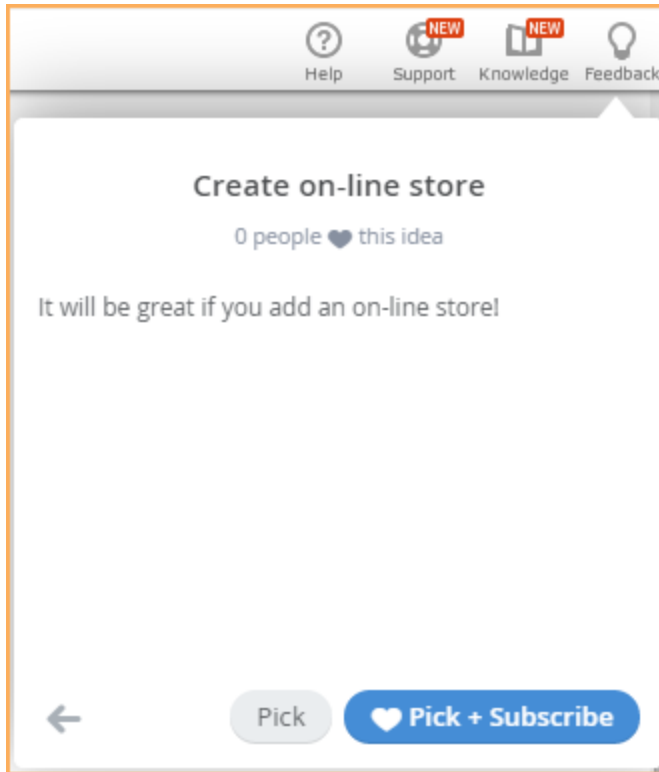 NEW NEW
Help Support Knowledge Feedback
Create on-line store
0 people this idea
It will be great if you add an on-line store!
Pick Pick + Subscribe